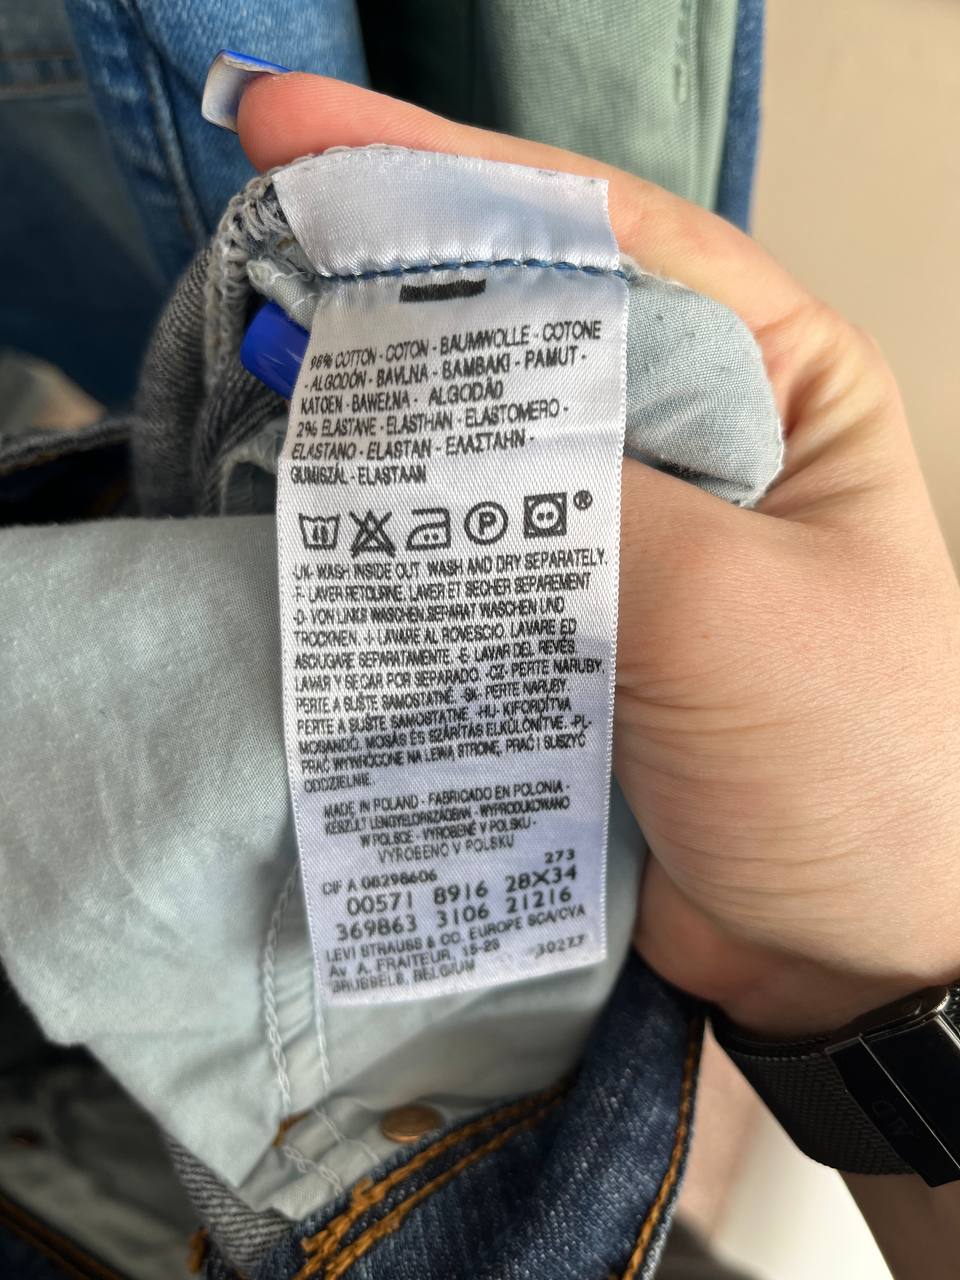 98% COTTON - COTON - BAUMWOLLE - COTONE
- ALGODÓN - BAVLNA - BAMBAKI - PAMUT -
KATOEN - BAWEŁNA - ALGODÃO
2% ELASTANE - ELASTHAN - ELASTOMERO -
ELASTANO - ELASTAN - ΕΛΑΣΤΑΗΝ -
GUMISZÁL - ELASTAAN
P ®
-UK- WASH INSIDE OUT. WASH AND DRY SEPARATELY.
-F- LAVER RETOURNE. LAVER ET SECHER SEPAREMENT
-D- VON LINKS WASCHEN.SEPARAT WASCHEN UND
TROCKNEN. -I- LAVARE AL ROVESCIO. LAVARE ED
ASCIUGARE SEPARATAMENTE. -E- LAVAR DEL REVÉS
LAVAR Y SECAR POR SEPARADO. -CZ- PERTE NARUBY.
PERTE A SUŠTE SAMOSTATNĚ. -SK- PERTE NARUBY
PERTE A SUŠTE SAMOSTATNE. -HU- KIFORDÍTVA
MOSANDÓ. MOSÁS ÉS SZÁRÍTÁS ELKÜLÖNÍTVE. -PL-
PRAĆ WYWRÓCONE NA LEWĄ STRONĘ, PRAĆ I SUSZYĆ
ODDZIELNIE.
MADE IN POLAND - FABRICADO EN POLONIA -
KÉSZÜLT LENGYELORSZÁGBAN - WYPRODUKOWANO
W POLSCE - VYROBENÉ V POLSKU -
VYROBENO V POLSKU
273
CIF A 08298606
00571 8916 28X34
369863 3106 21216
LEVI STRAUSS & CO. EUROPE SCA/CVA
Av. A. FRAITEUR, 15-23 30277
BRUSSELS, BELGIUM